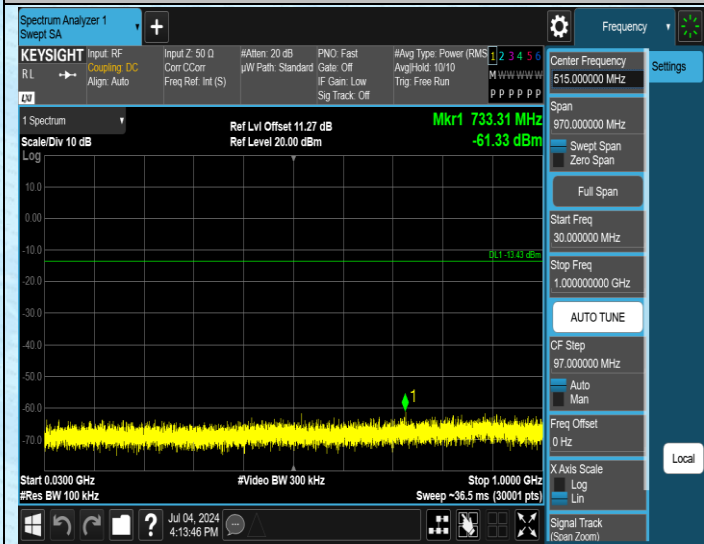 Spectrum Analyzer 1
Swept SA
+
Frequency
KEYSIGHT
RL
LXI
Input: RF
Coupling: DC
Align: Auto
Input Z: 50 Ω
Corr CCorr
Freq Ref: Int (S)
#Atten: 20 dB
µW Path: Standard
PNO: Fast
Gate: Off
IF Gain: Low
Sig Track: Off
#Avg Type: Power (RMS
Avg|Hold: 10/10
Trig: Free Run
1 2 3 4 5 6
M W W W W W
P P P P P P
1 Spectrum
Scale/Div 10 dB
Log
Ref Lvl Offset 11.27 dB
Ref Level 20.00 dBm
Mkr1 733.31 MHz
-61.33 dBm
10.0
0.00
-10.0
DL1 -13.43 dBm
-20.0
-30.0
-40.0
-50.0
1
-60.0
-70.0
Start 0.0300 GHz
#Res BW 100 kHz
#Video BW 300 kHz
Stop 1.0000 GHz
Sweep ~36.5 ms (30001 pts)
?
Jul 04, 2024
4:13:46 PM
Center Frequency
515.000000 MHz
Span
970.000000 MHz
Swept Span
Zero Span
Full Span
Start Freq
30.000000 MHz
Stop Freq
1.000000000 GHz
AUTO TUNE
CF Step
97.000000 MHz
Auto
Man
Freq Offset
0 Hz
X Axis Scale
Log
Lin
Signal Track
(Span Zoom)
Settings
Local